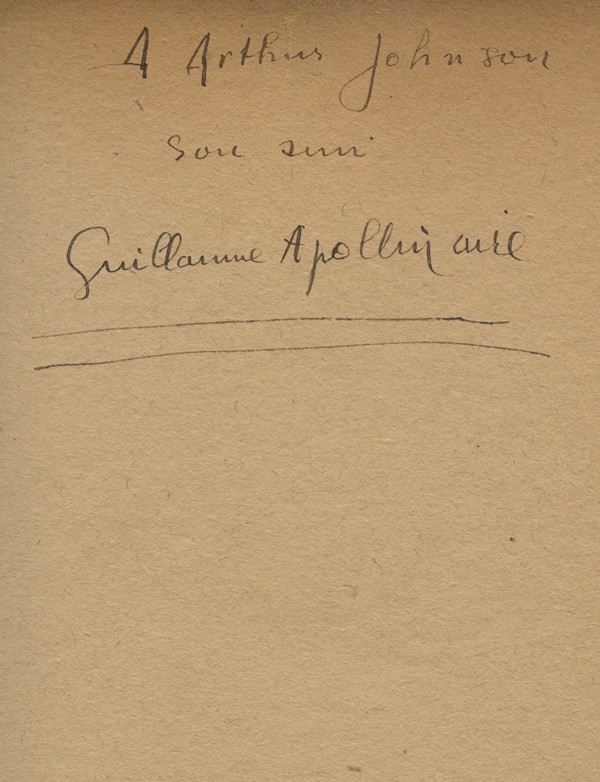 A Arthur Johnson
son ami
Guillaume Apollinaire